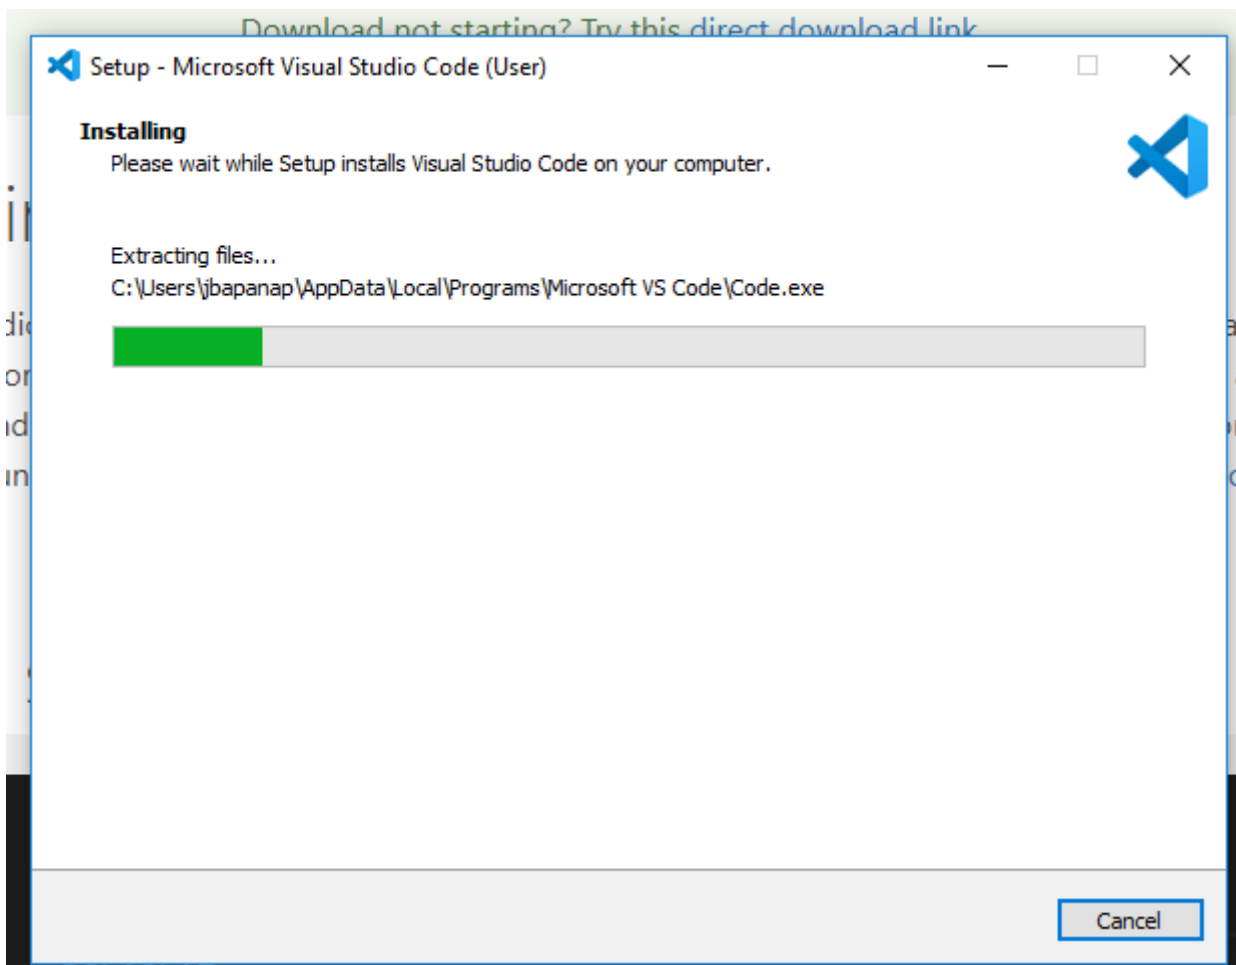 Download not starting? Try this direct download link
Setup - Microsoft Visual Studio Code (User)
Installing
Please wait while Setup installs Visual Studio Code on your computer.
Extracting files...
C:\Users\jbapanap\AppData\Local\Programs\Microsoft VS Code\Code.exe
Cancel